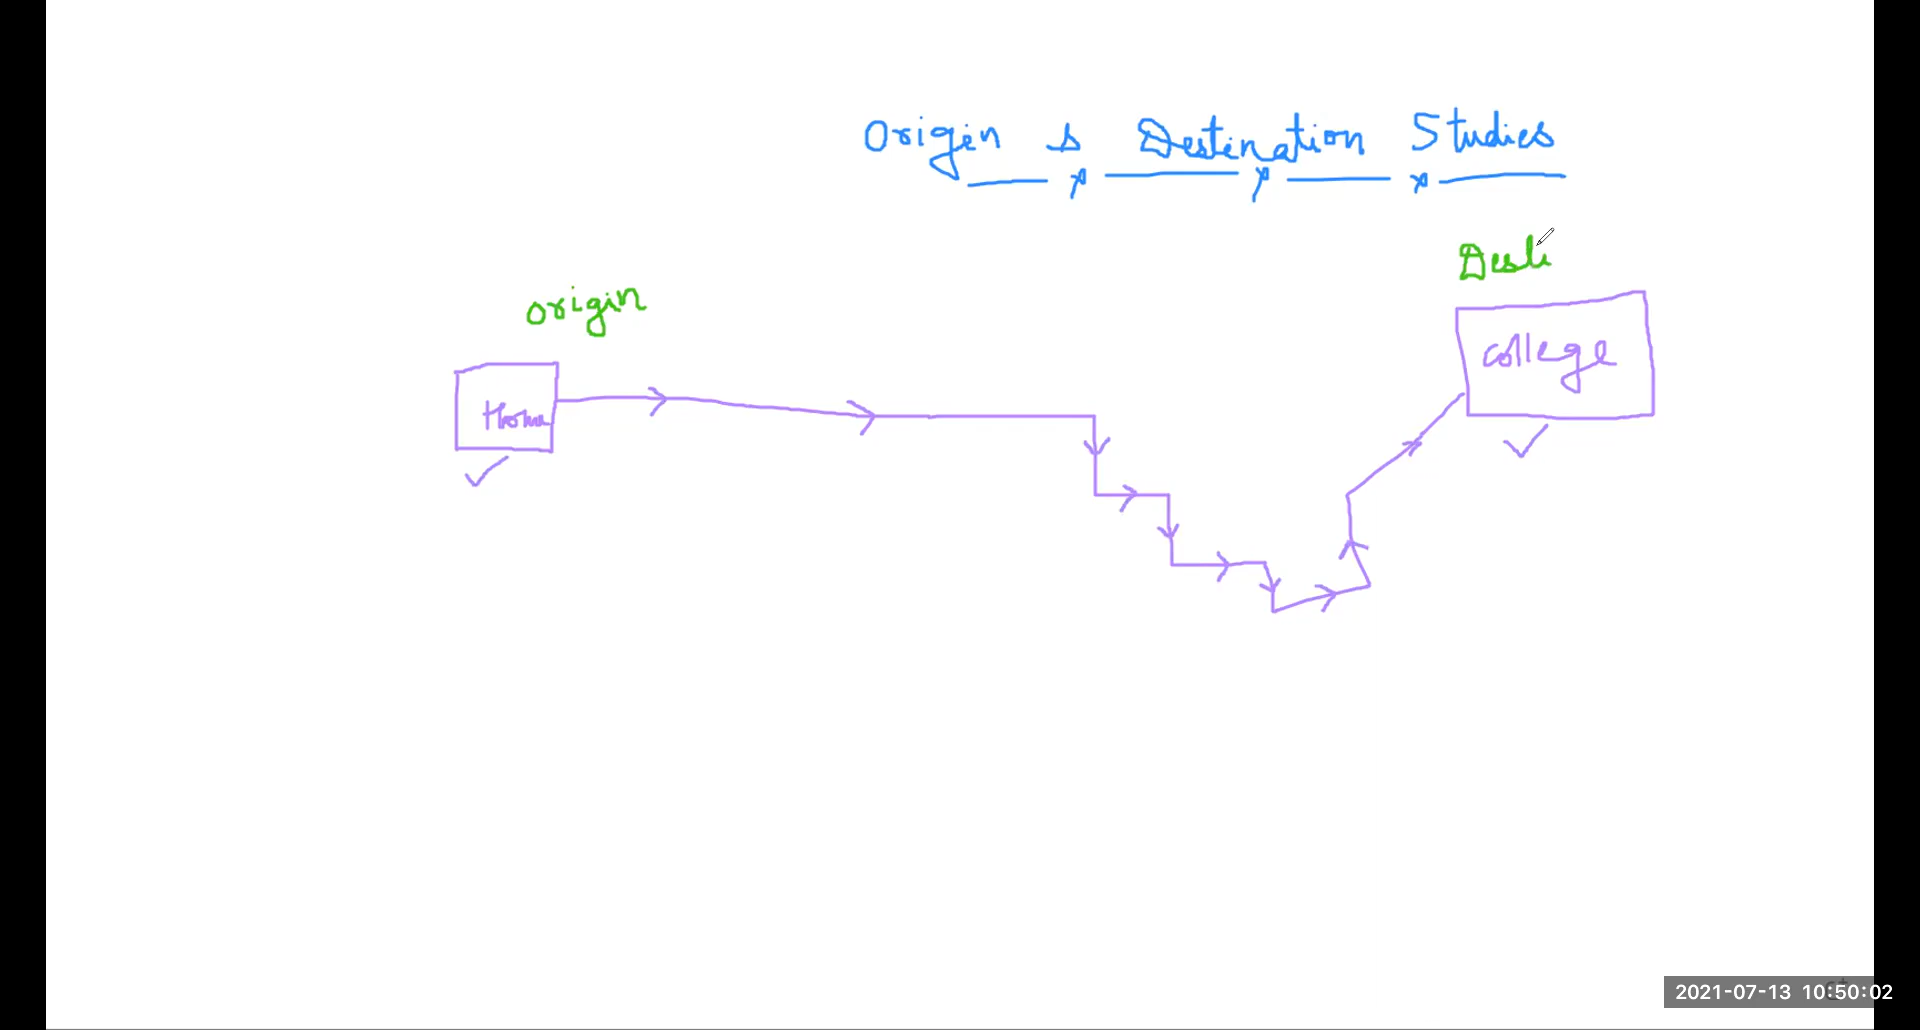 Origin & Destination Studies
Desti
origin
college
Home
2021-07-13 10:50:02